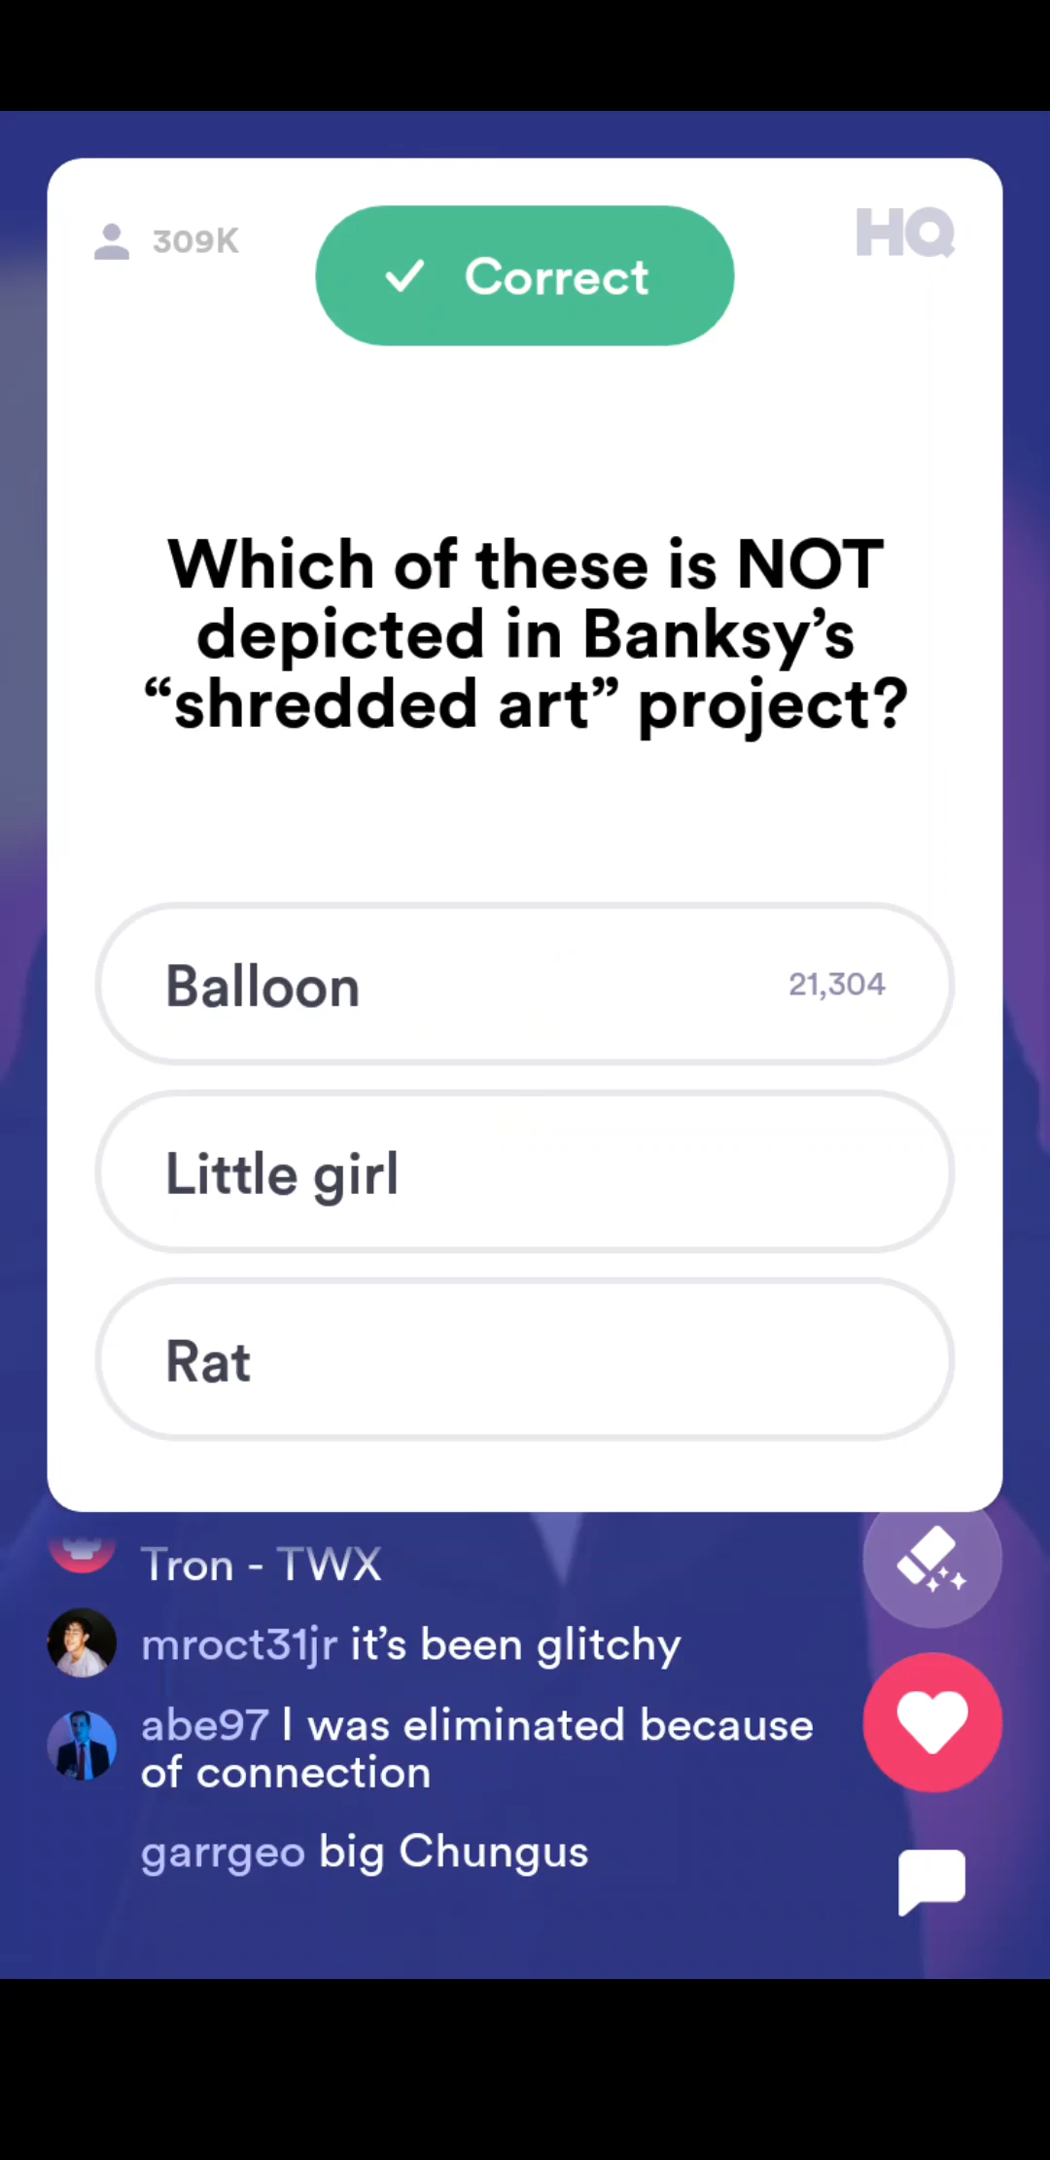 309K
Correct
HQ
Which of these is NOT
depicted in Banksy’s
“shredded art” project?
Balloon
21,304
Little girl
Rat
Tron - TWX
mroct31jr it’s been glitchy
abe97 I was eliminated because
of connection
garrgeo big Chungus